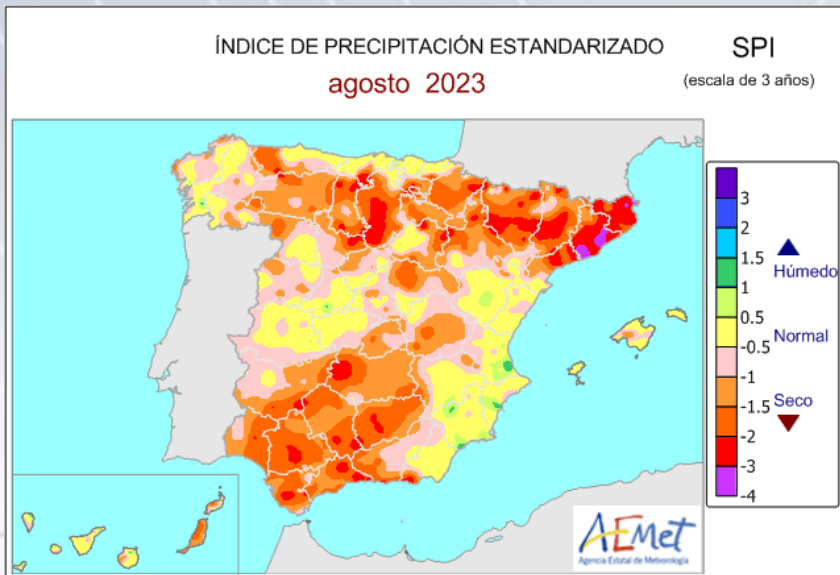 ÍNDICE DE PRECIPITACIÓN ESTANDARIZADO
SPI
agosto 2023
(escala de 3 años)
3
2
1.5
1
0.5
-0.5
-1
-1.5
-2
-3
-4
Húmedo
Normal
Seco
AEMet
Agencia Estatal de Meteorología